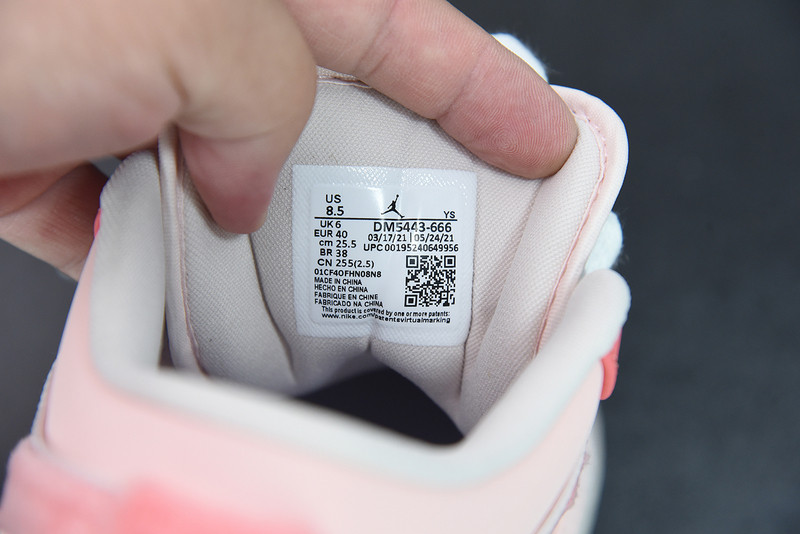 US
8.5
YS
UK 6
DM5443-666
EUR 40
03/17/21 05/24/21
cm 25.5
UPC 00195240649956
BR 38
CN 255(2.5)
01CF40FHN08N8
MADE IN CHINA
HECHO EN CHINA
FABRIQUE EN CHINE
FABRICADO NA CHINA
This product is covered by one or more patents:
www.nike.com/patentsvirtualmarking